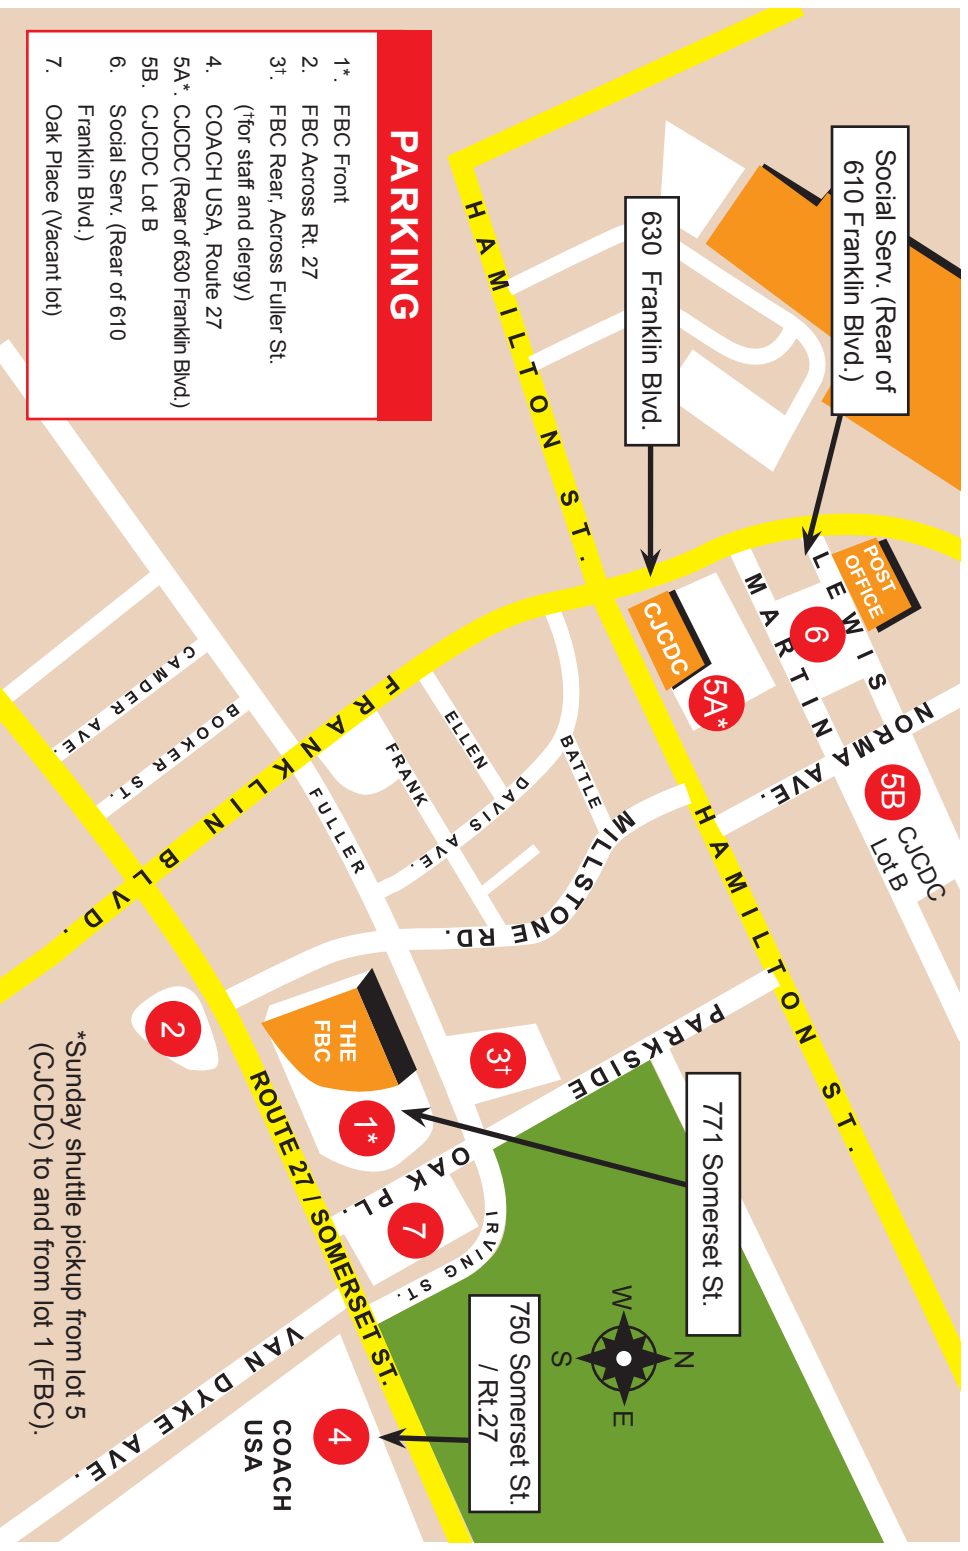 PARKING
1*. FBC Front
2. FBC Across Rt. 27
3†. FBC Rear, Across Fuller St.
(†for staff and clergy)
4. COACH USA, Route 27
5A*. CJCDC (Rear of 630 Franklin Blvd.)
5B. CJCDC Lot B
6. Social Serv. (Rear of 610
Franklin Blvd.)
7. Oak Place (Vacant lot)
Social Serv. (Rear of
610 Franklin Blvd.)
630 Franklin Blvd.
771 Somerset St.
750 Somerset St.
/ Rt.27
HAMILTON ST.
HAMILTON ST.
POST
OFFICE
LEWIS
MARTIN
NORMA AVE.
6
CJCDC
5A*
5B
CJCDC
Lot B
FRANKLIN BLVD.
BATTLE
ELLEN
FRANK
DAVIS AVE.
MILLSTONE RD.
FULLER
CAMDER AVE.
BOOKER ST.
PARKSIDE
OAK PL.
IRVING ST.
THE
FBC
1*
2
3†
7
ROUTE 27 / SOMERSET ST.
VAN DYKE AVE.
4
COACH
USA
N
W
E
S
*Sunday shuttle pickup from lot 5
(CJCDC) to and from lot 1 (FBC).